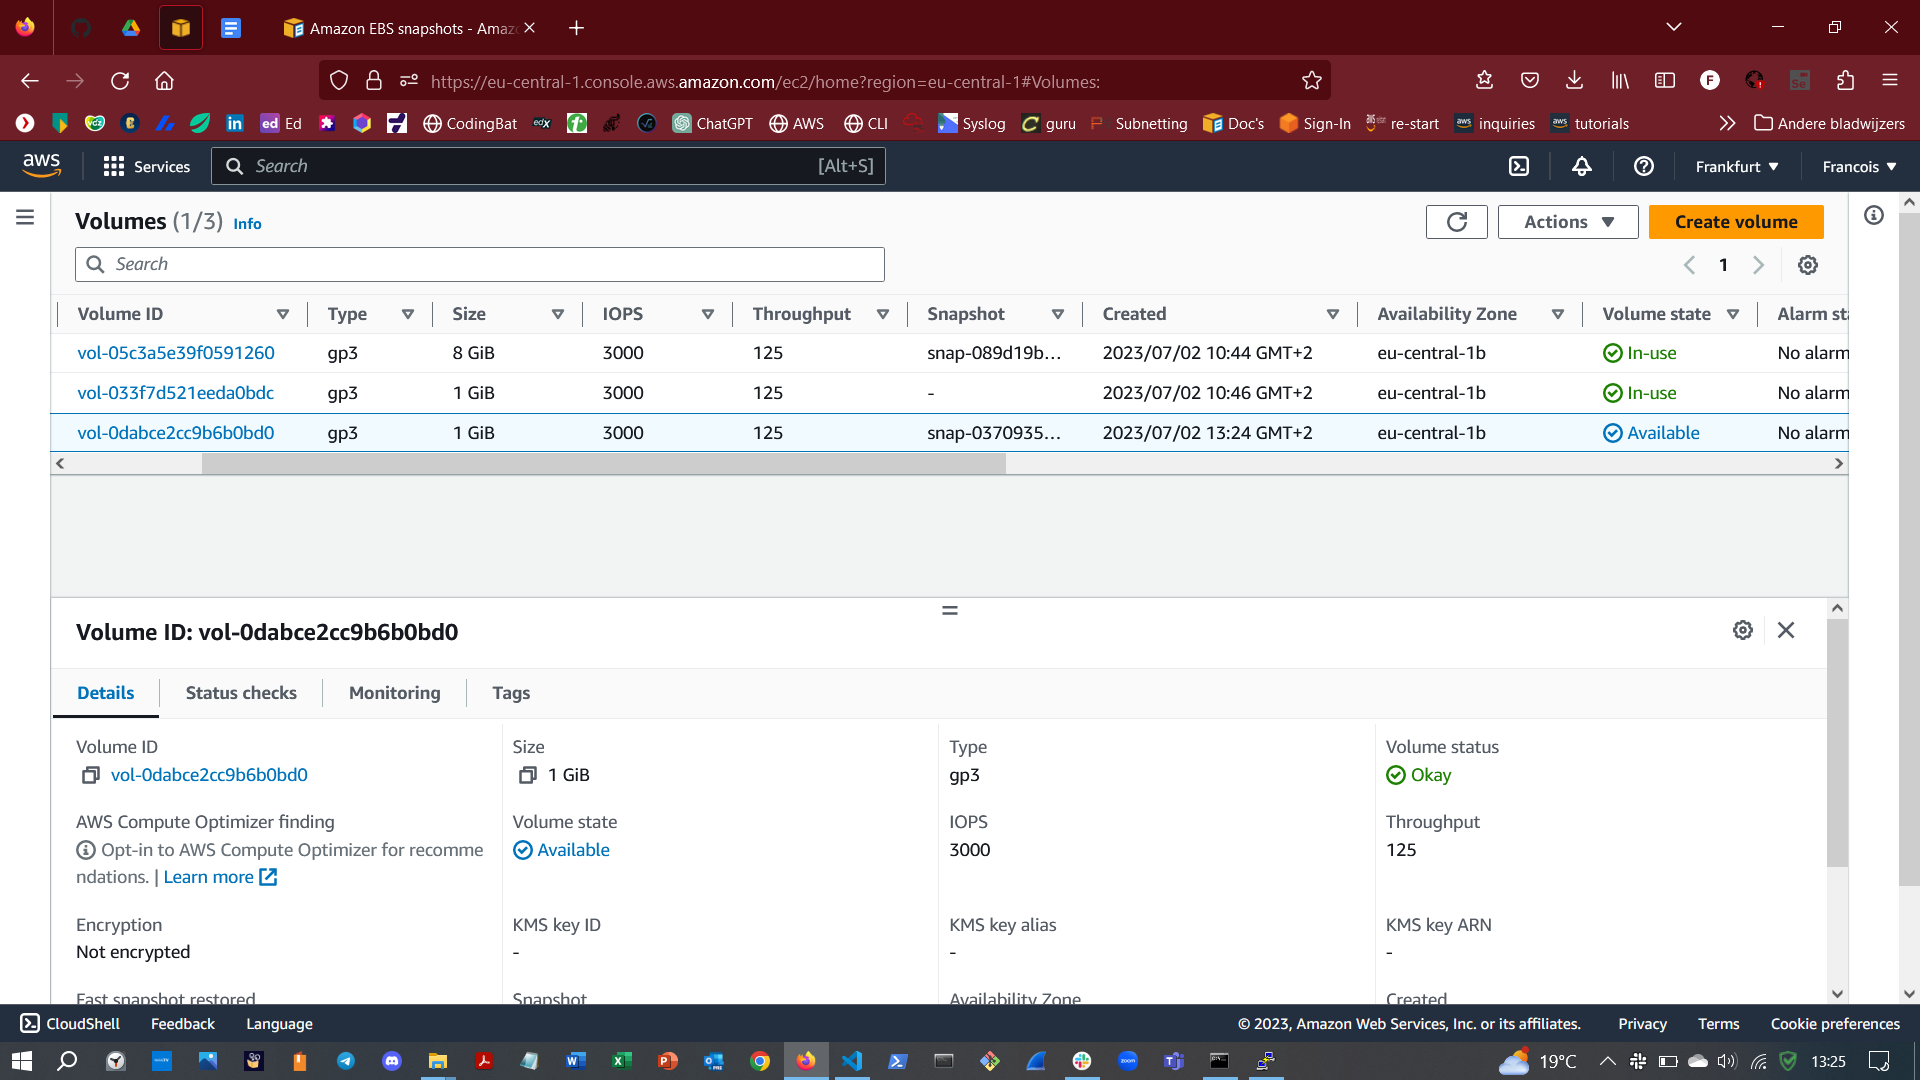 Amazon EBS snapshots - Amaz
https://eu-central-1.console.aws.amazon.com/ec2/home?region=eu-central-1#Volumes:
F
in ed Ed CodingBat edX ChatGPT AWS CLI Syslog guru Subnetting Doc's Sign-In re-start aws inquiries aws tutorials Andere bladwijzers
aws Services Search [Alt+S] Frankfurt Francois
Volumes (1/3) Info Actions Create volume
Search 1
Volume ID Type Size IOPS Throughput Snapshot Created Availability Zone Volume state Alarm sta
vol-05c3a5e39f0591260 gp3 8 GiB 3000 125 snap-089d19b... 2023/07/02 10:44 GMT+2 eu-central-1b In-use No alarm
vol-033f7d521eeda0bdc gp3 1 GiB 3000 125 - 2023/07/02 10:46 GMT+2 eu-central-1b In-use No alarm
vol-0dabce2cc9b6b0bd0 gp3 1 GiB 3000 125 snap-0370935... 2023/07/02 13:24 GMT+2 eu-central-1b Available No alarm
Volume ID: vol-0dabce2cc9b6b0bd0
Details Status checks Monitoring Tags
Volume ID Size Type Volume status
vol-0dabce2cc9b6b0bd0 1 GiB gp3 Okay
AWS Compute Optimizer finding Volume state IOPS Throughput
Opt-in to AWS Compute Optimizer for recomme Available 3000 125
ndations. | Learn more
Encryption KMS key ID KMS key alias KMS key ARN
Not encrypted - - -
Fast snapshot restored Snapshot Availability Zone Created
CloudShell Feedback Language © 2023, Amazon Web Services, Inc. or its affiliates. Privacy Terms Cookie preferences
19°C 13:25